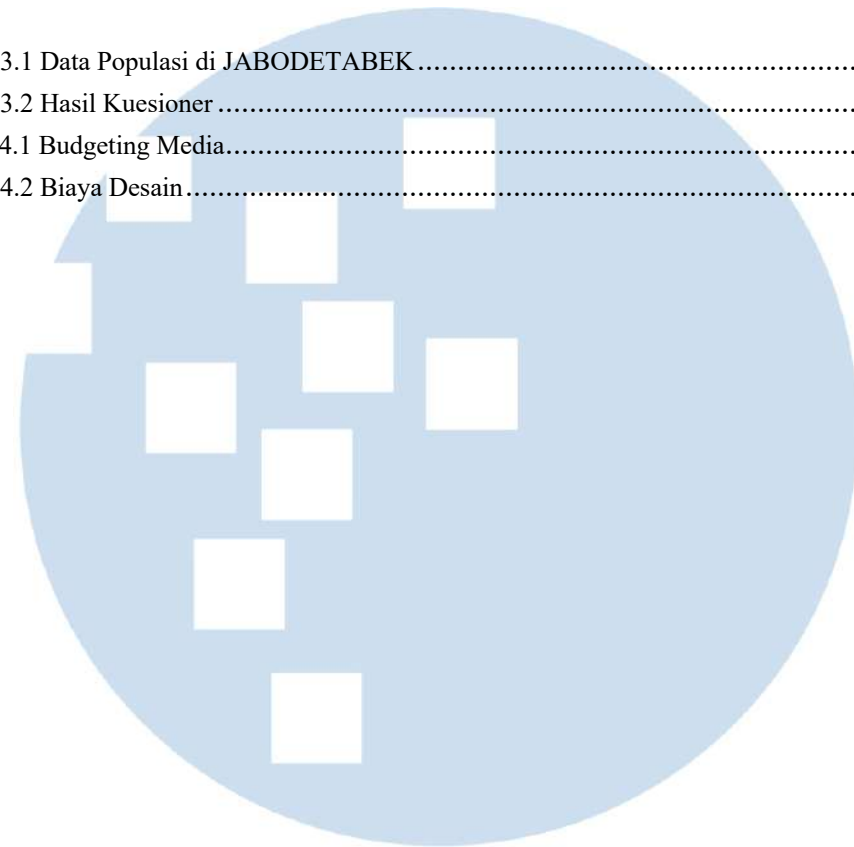 3.1 Data Populasi di JABODETABEK....................................................................
3.2 Hasil Kuesioner ..................................................................................................
4.1 Budgeting Media.................................................................................................
4.2 Biaya Desain.......................................................................................................